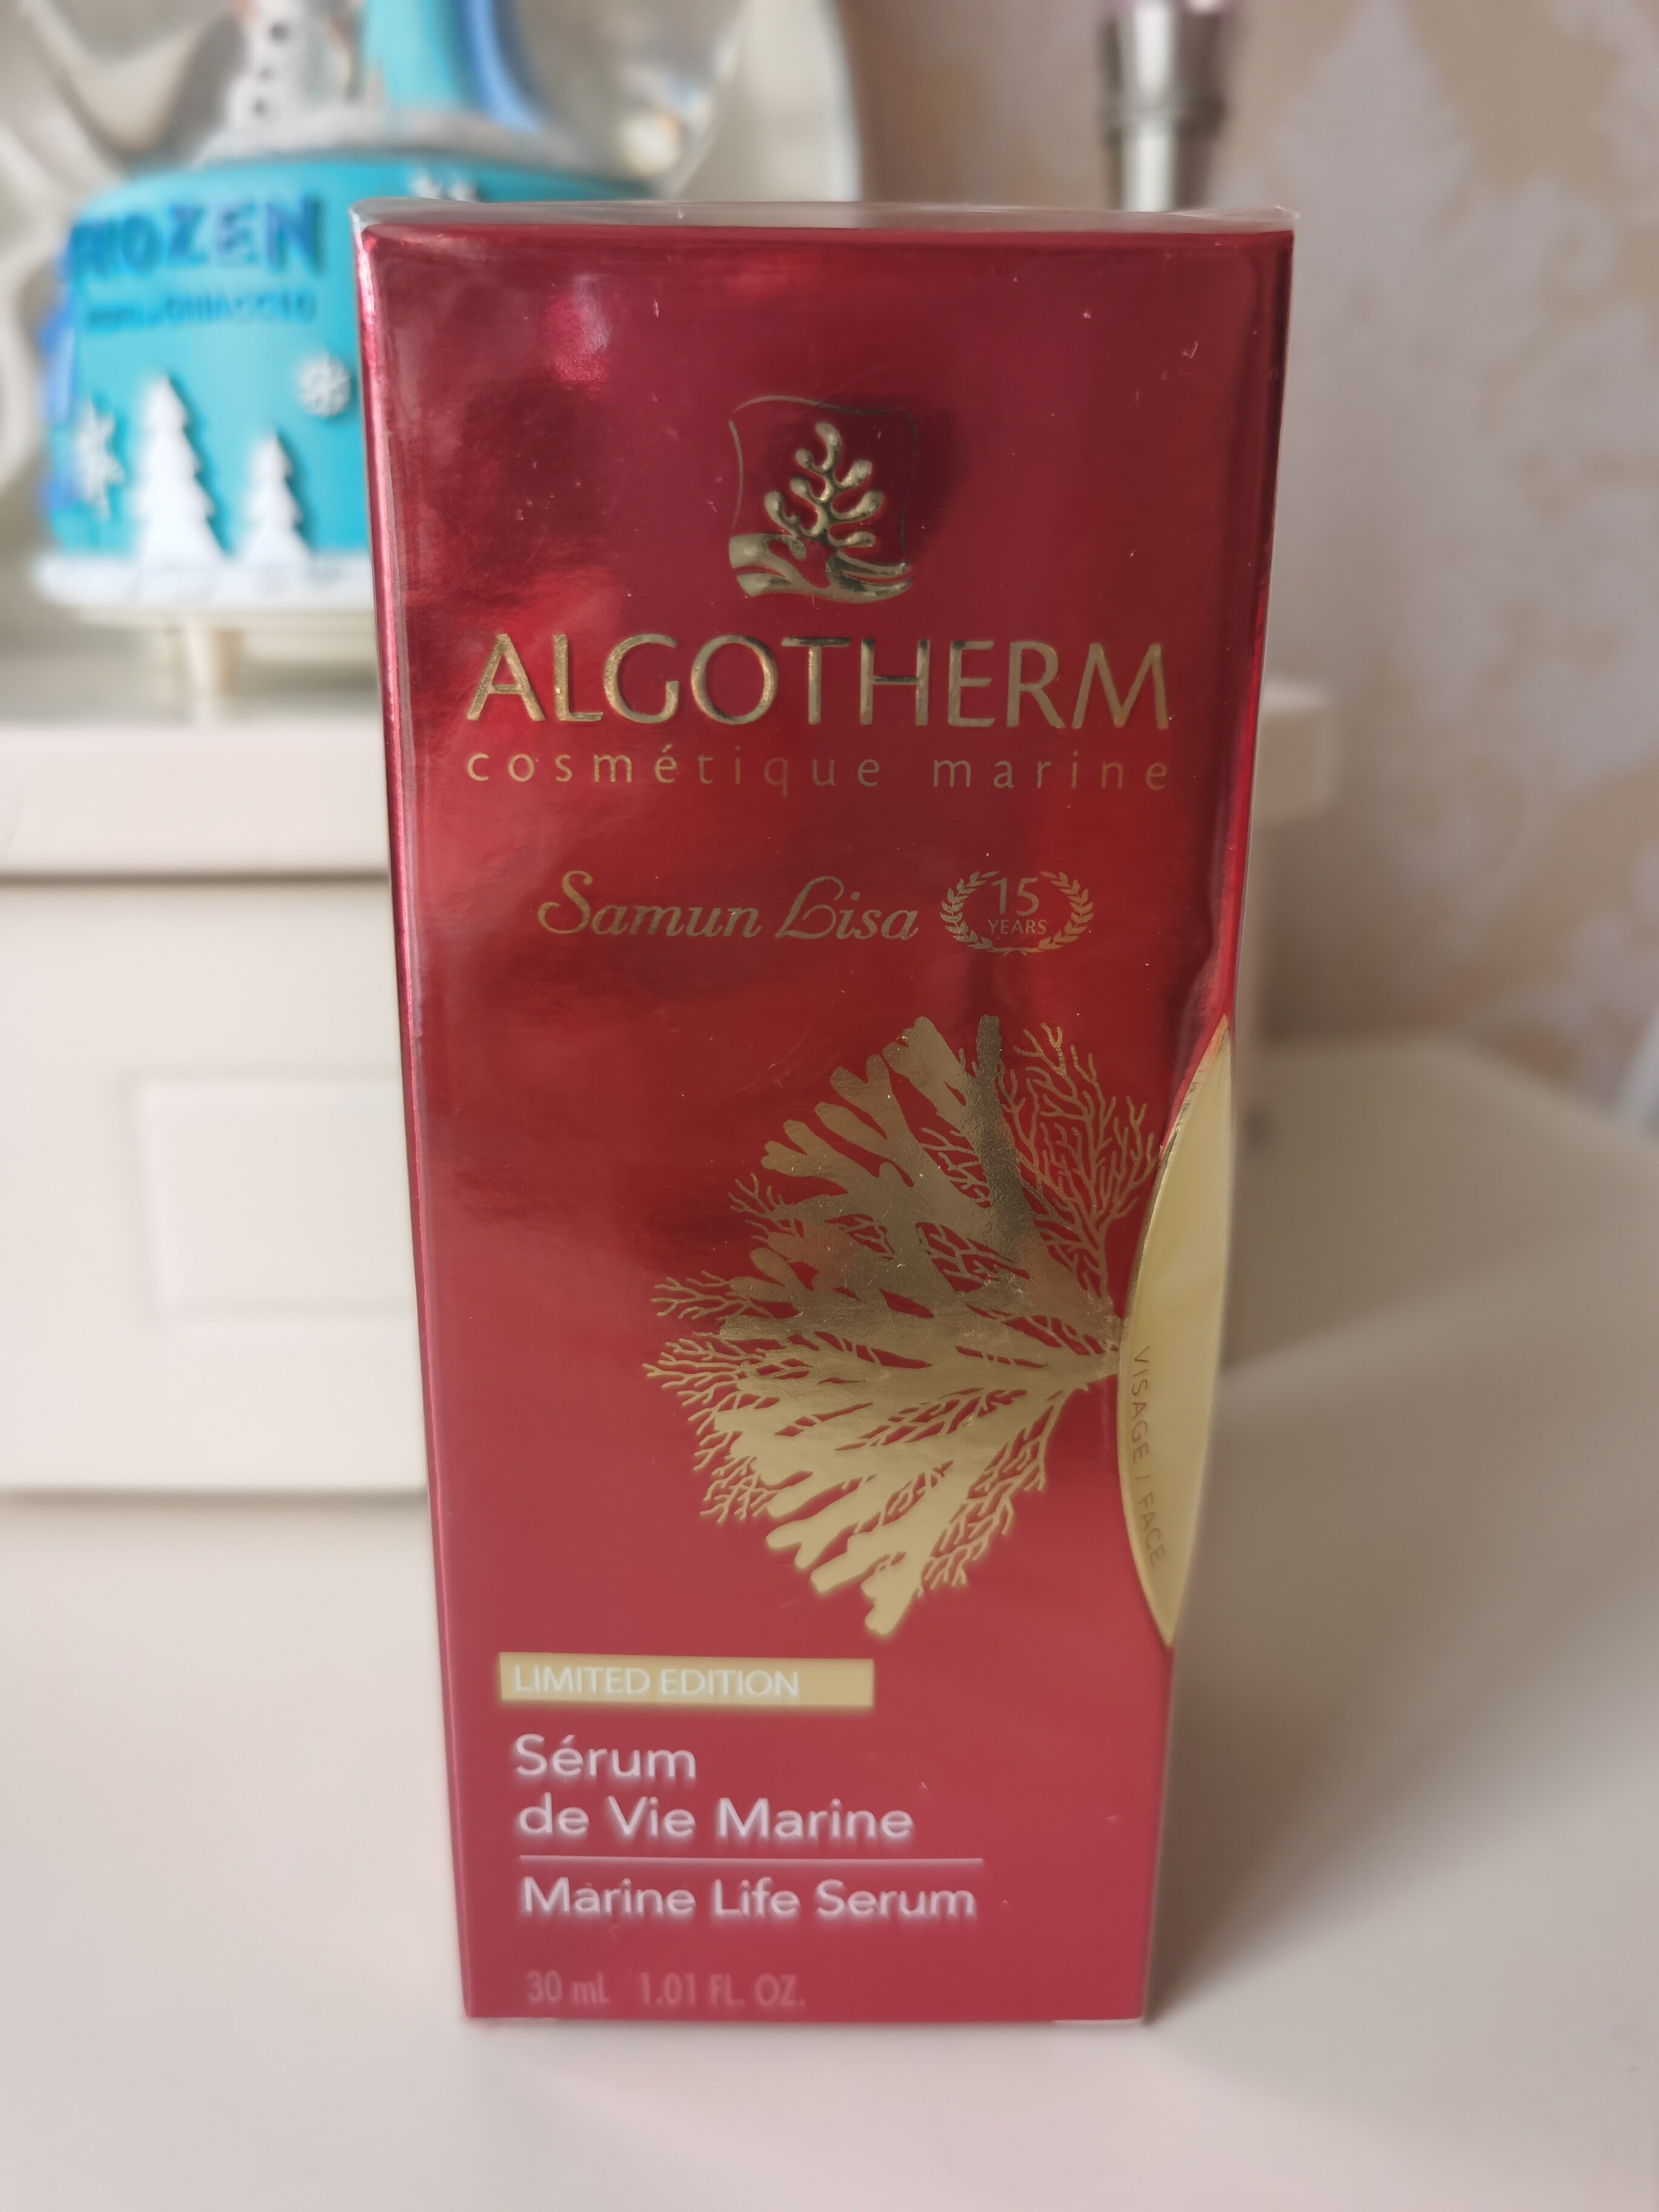 FROZEN
ALGOTHERM
cosmétique marine
Samun Lisa 15 YEARS
VISAGE / FACE
LIMITED EDITION
Sérum
de Vie Marine
Marine Life Serum
30 mL 1.01 FL. OZ.